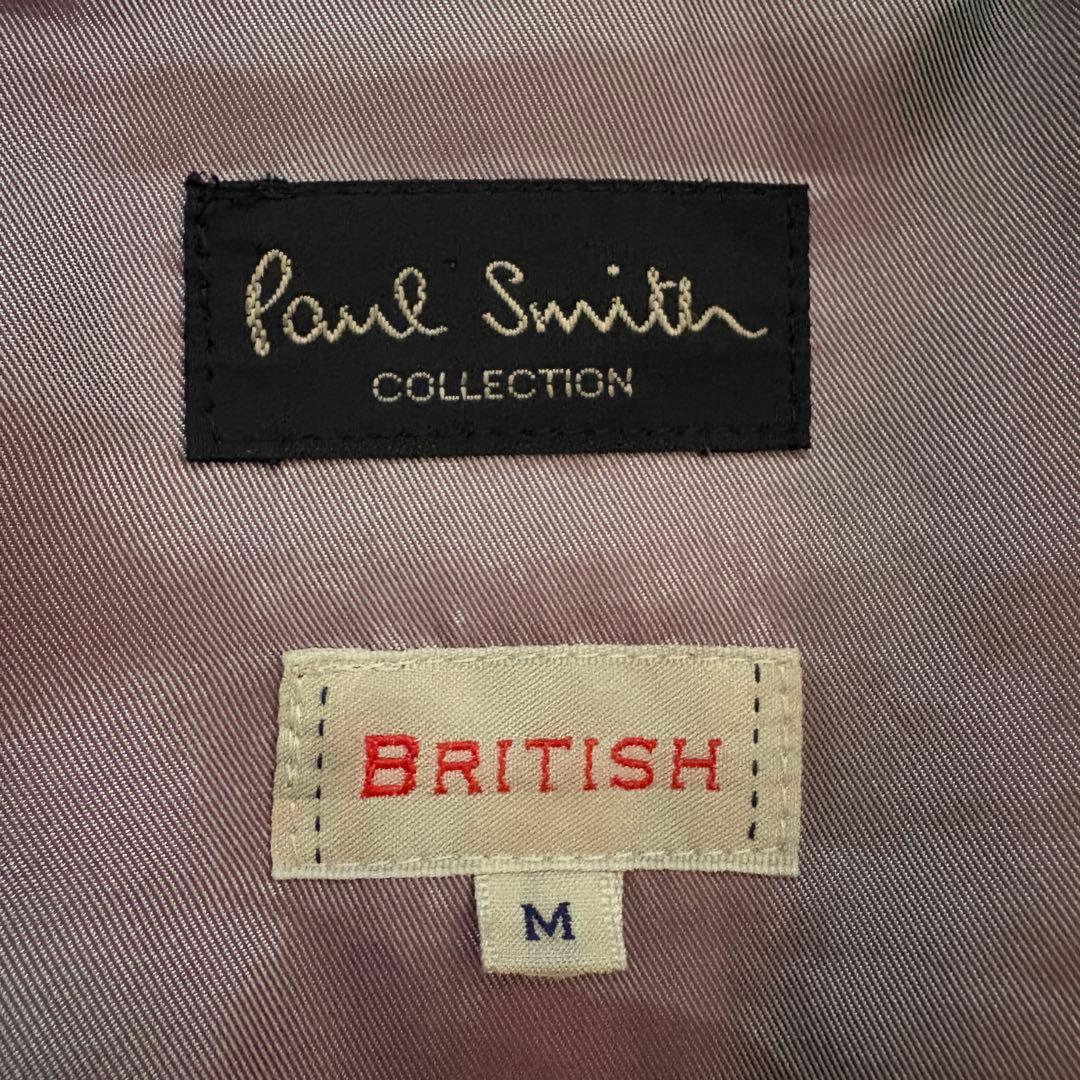 Paul Smith
COLLECTION
BRITISH
M